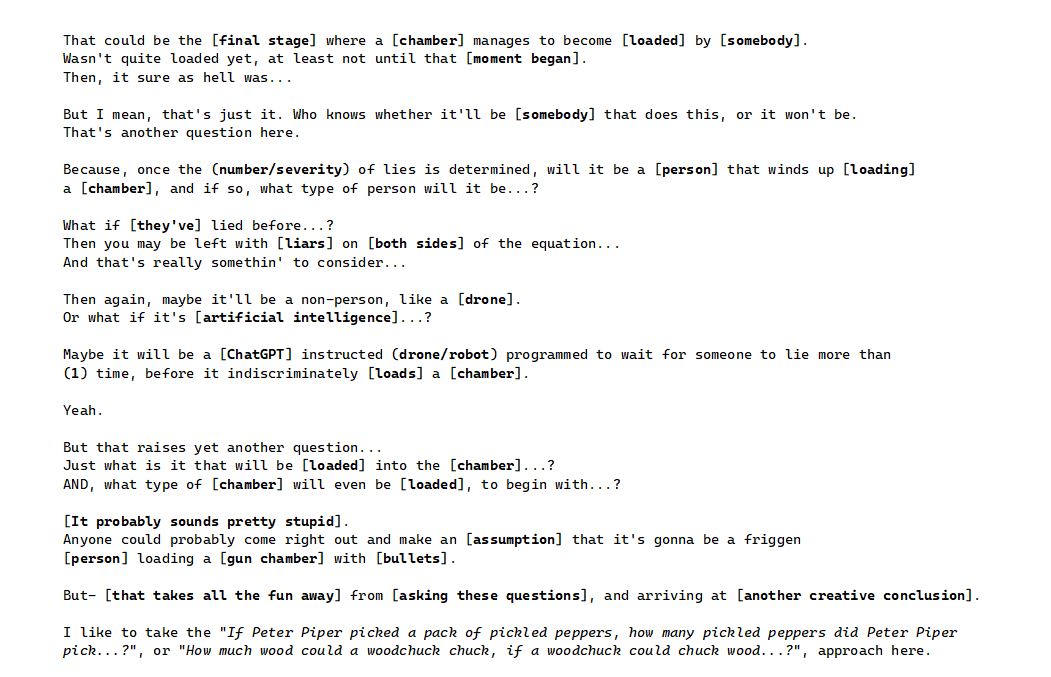 That could be the [final stage] where a [chamber] manages to become [loaded] by [somebody].
Wasn't quite loaded yet, at least not until that [moment began].
Then, it sure as hell was...
But I mean, that's just it. Who knows whether it'll be [somebody] that does this, or it won't be.
That's another question here.
Because, once the (number/severity) of lies is determined, will it be a [person] that winds up [loading]
a [chamber], and if so, what type of person will it be...?
What if [they've] lied before...?
Then you may be left with [liars] on [both sides] of the equation...
And that's really somethin' to consider...
Then again, maybe it'll be a non-person, like a [drone].
Or what if it's [artificial intelligence]...?
Maybe it will be a [ChatGPT] instructed (drone/robot) programmed to wait for someone to lie more than
(1) time, before it indiscriminately [loads] a [chamber].
Yeah.
But that raises yet another question...
Just what is it that will be [loaded] into the [chamber]...?
AND, what type of [chamber] will even be [loaded], to begin with...?
[It probably sounds pretty stupid].
Anyone could probably come right out and make an [assumption] that it's gonna be a friggen
[person] loading a [gun chamber] with [bullets].
But- [that takes all the fun away] from [asking these questions], and arriving at [another creative conclusion].
I like to take the "If Peter Piper picked a pack of pickled peppers, how many pickled peppers did Peter Piper
pick...?", or "How much wood could a woodchuck chuck, if a woodchuck could chuck wood...?", approach here.